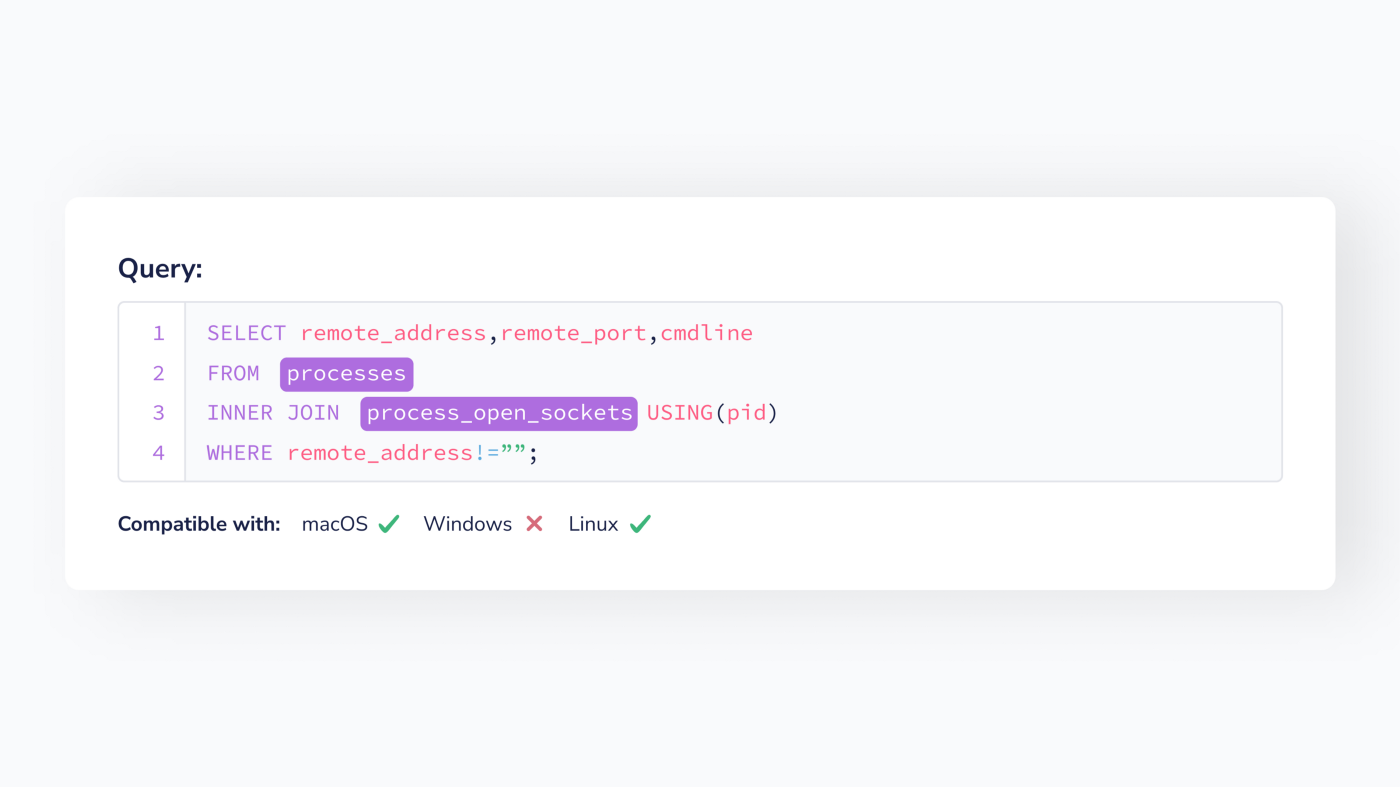 Query:
1 SELECT remote_address,remote_port,cmdline
2 FROM processes
3 INNER JOIN process_open_sockets USING(pid)
4 WHERE remote_address!=””;
Compatible with: macOS Windows Linux